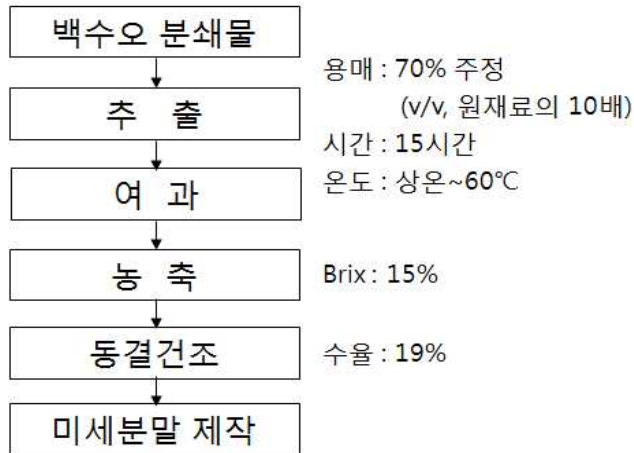 백수오 분쇄물
용매 : 70% 주정
(v/v, 원재료의 10배)
추 출
시간 : 15시간
온도 : 상온~60℃
여 과
농 축
Brix : 15%
동결건조
수율 : 19%
미세분말 제작